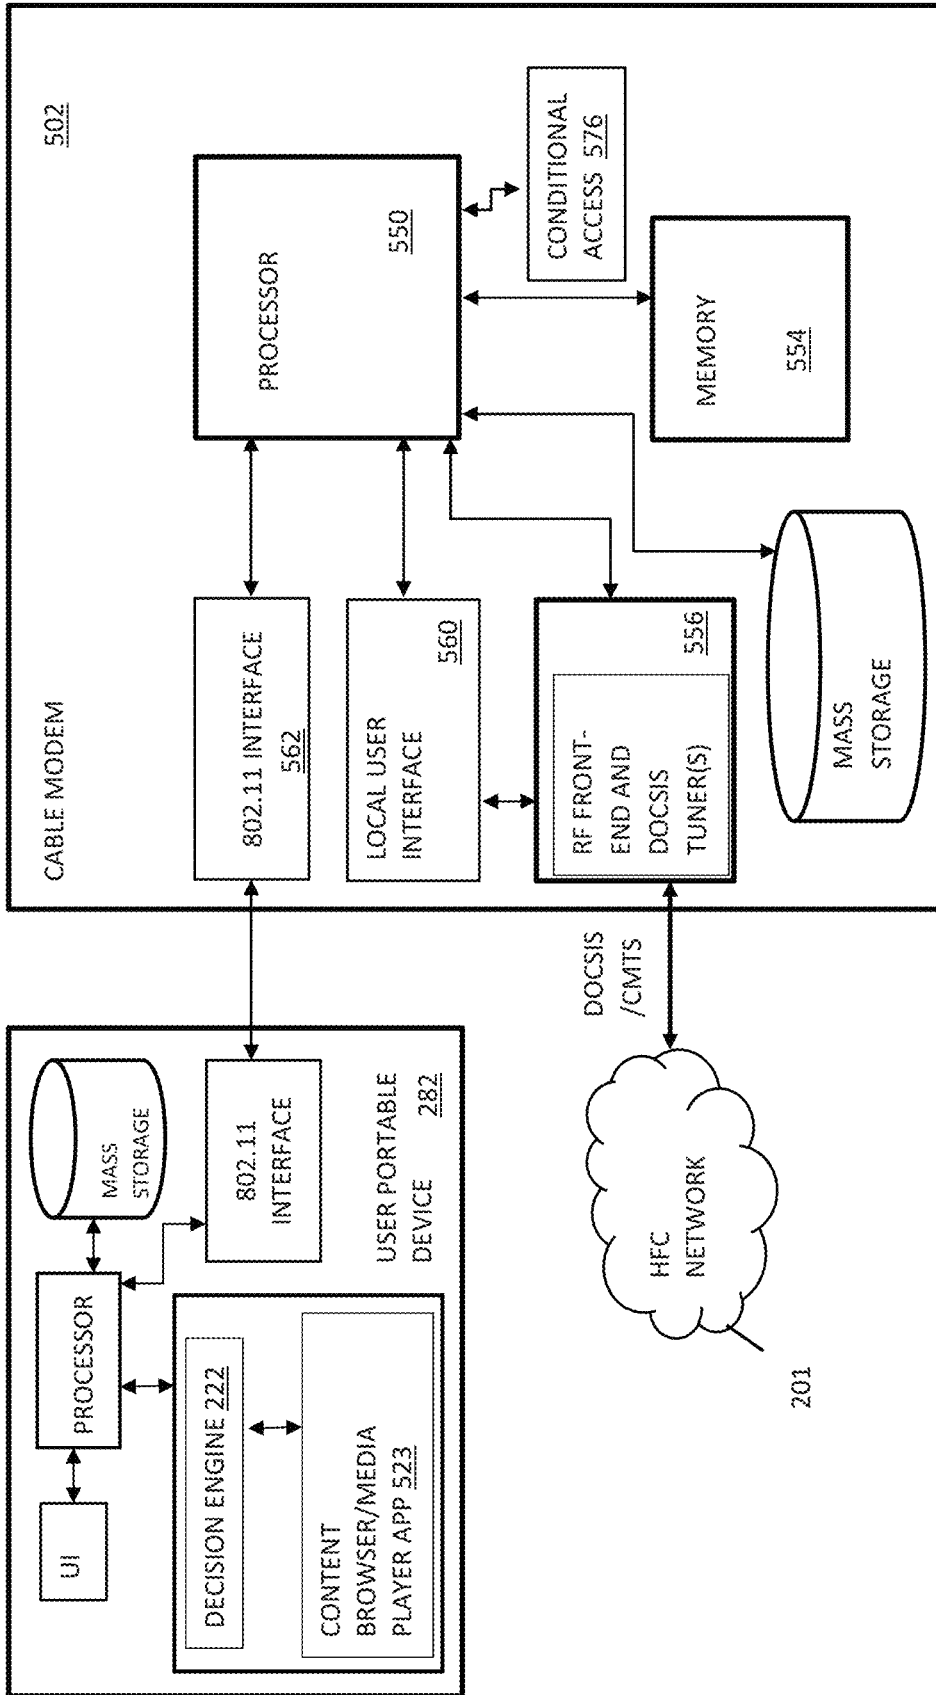 UI
PROCESSOR
MASS
STORAGE
DECISION ENGINE 222
CONTENT
BROWSER/MEDIA
PLAYER APP 523
802.11
INTERFACE
USER PORTABLE
DEVICE
282
HFC
NETWORK
201
DOCSIS
/CMTS
CABLE MODEM
502
802.11 INTERFACE
562
LOCAL USER
INTERFACE
560
RF FRONT-
END AND
DOCSIS
TUNER(S)
556
MASS
STORAGE
PROCESSOR
550
MEMORY
554
CONDITIONAL
ACCESS 576